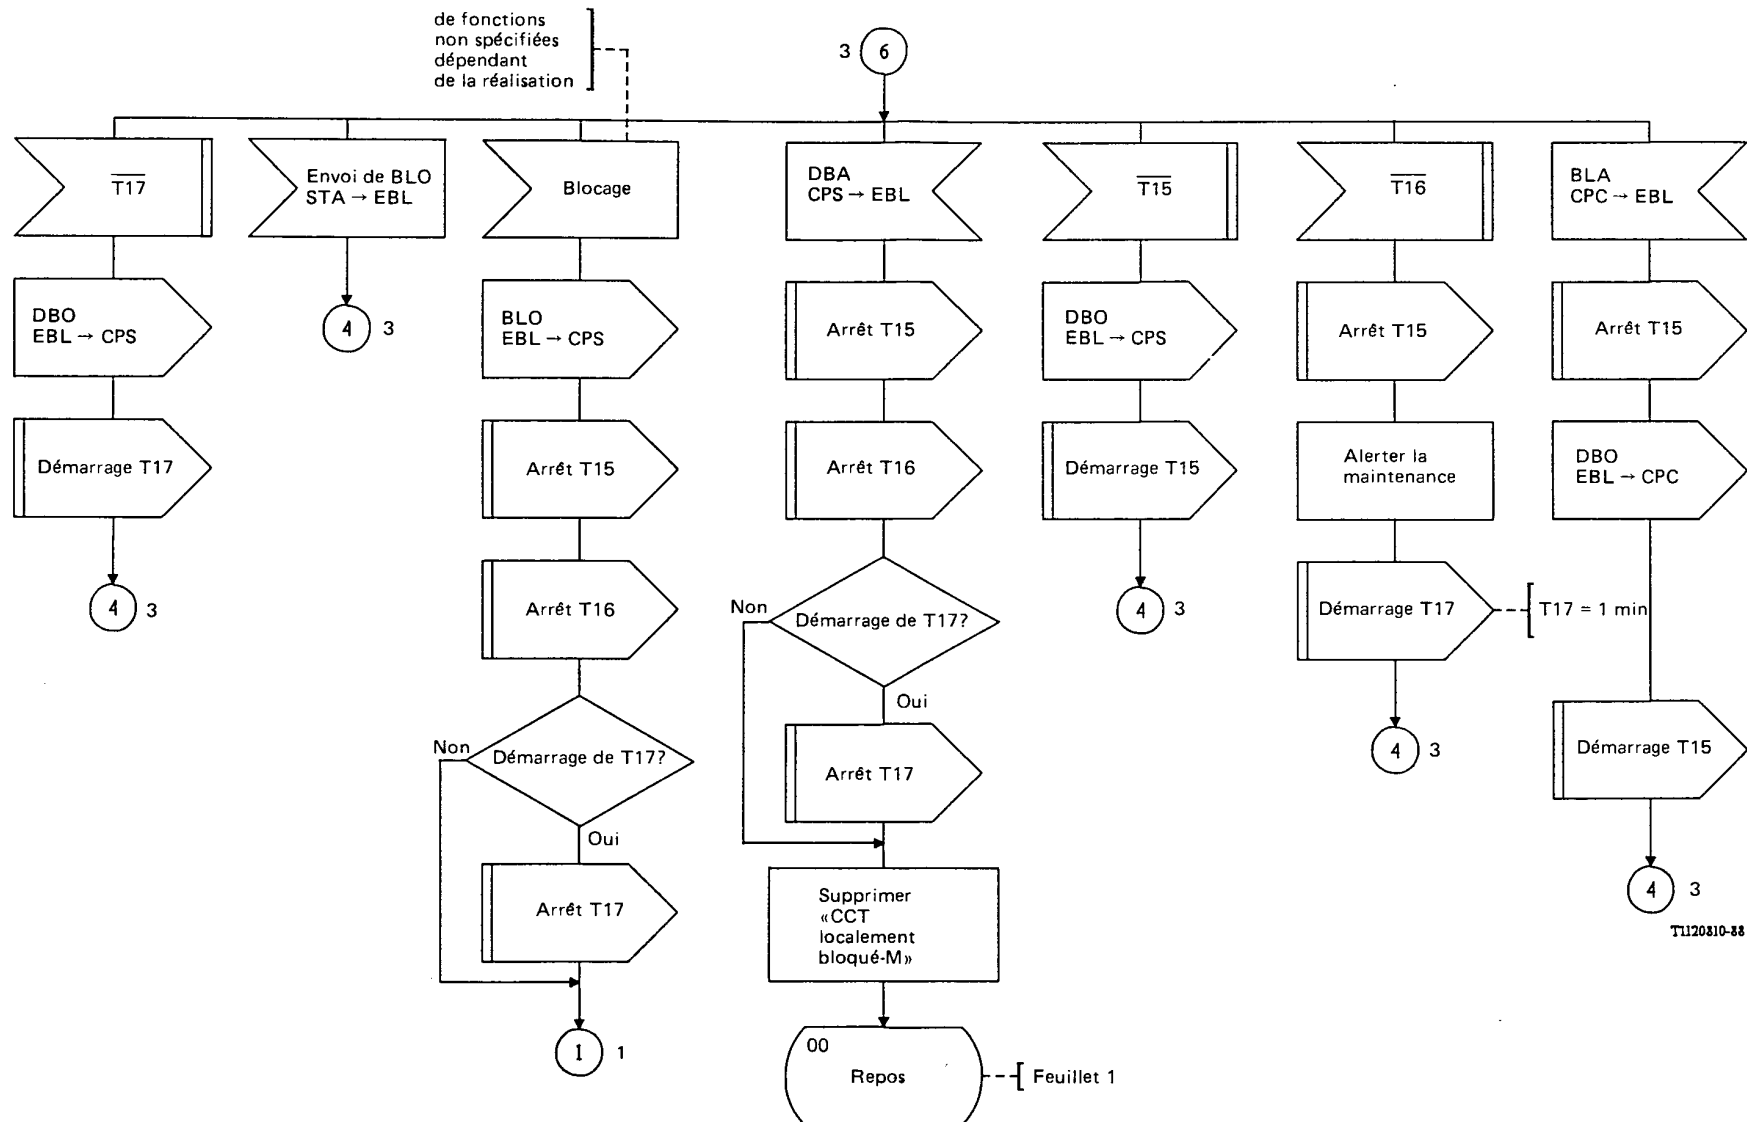 de fonctions
non spécifiées
dépendant
de la réalisation
3
6
T17
Envoi de BLO
STA → EBL
Blocage
DBA
CPS → EBL
T15
T16
BLA
CPC → EBL
DBO
EBL → CPS
4
3
BLO
EBL → CPS
Arrêt T15
DBO
EBL → CPS
Arrêt T15
Arrêt T15
Démarrage T17
Arrêt T15
Arrêt T16
Démarrage T15
Alerter la
maintenance
DBO
EBL → CPC
4
3
Arrêt T16
Non
Démarrage de T17?
Oui
4
3
Démarrage T17
T17 = 1 min
Non
Démarrage de T17?
Oui
Arrêt T17
4
3
Démarrage T15
Arrêt T17
Supprimer
«CCT
localement
bloqué-M»
4
3
T1120810-88
1
1
00
Repos
Feuillet 1